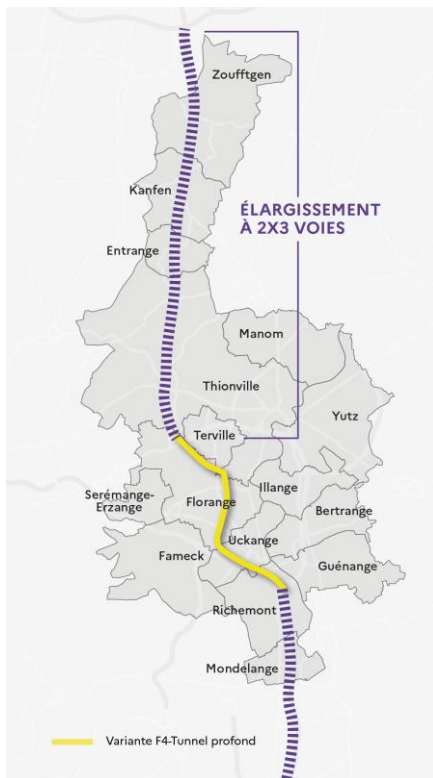 Zoufftgen
Kanfen
ÉLARGISSEMENT
À 2X3 VOIES
Entrange
Manom
Thionville
Yutz
Terville
Serémange-
Erzange
Florange
Illange
Bertrange
Uckange
Fameck
Guénange
Richemont
Mondelange
Variante F4-Tunnel profond